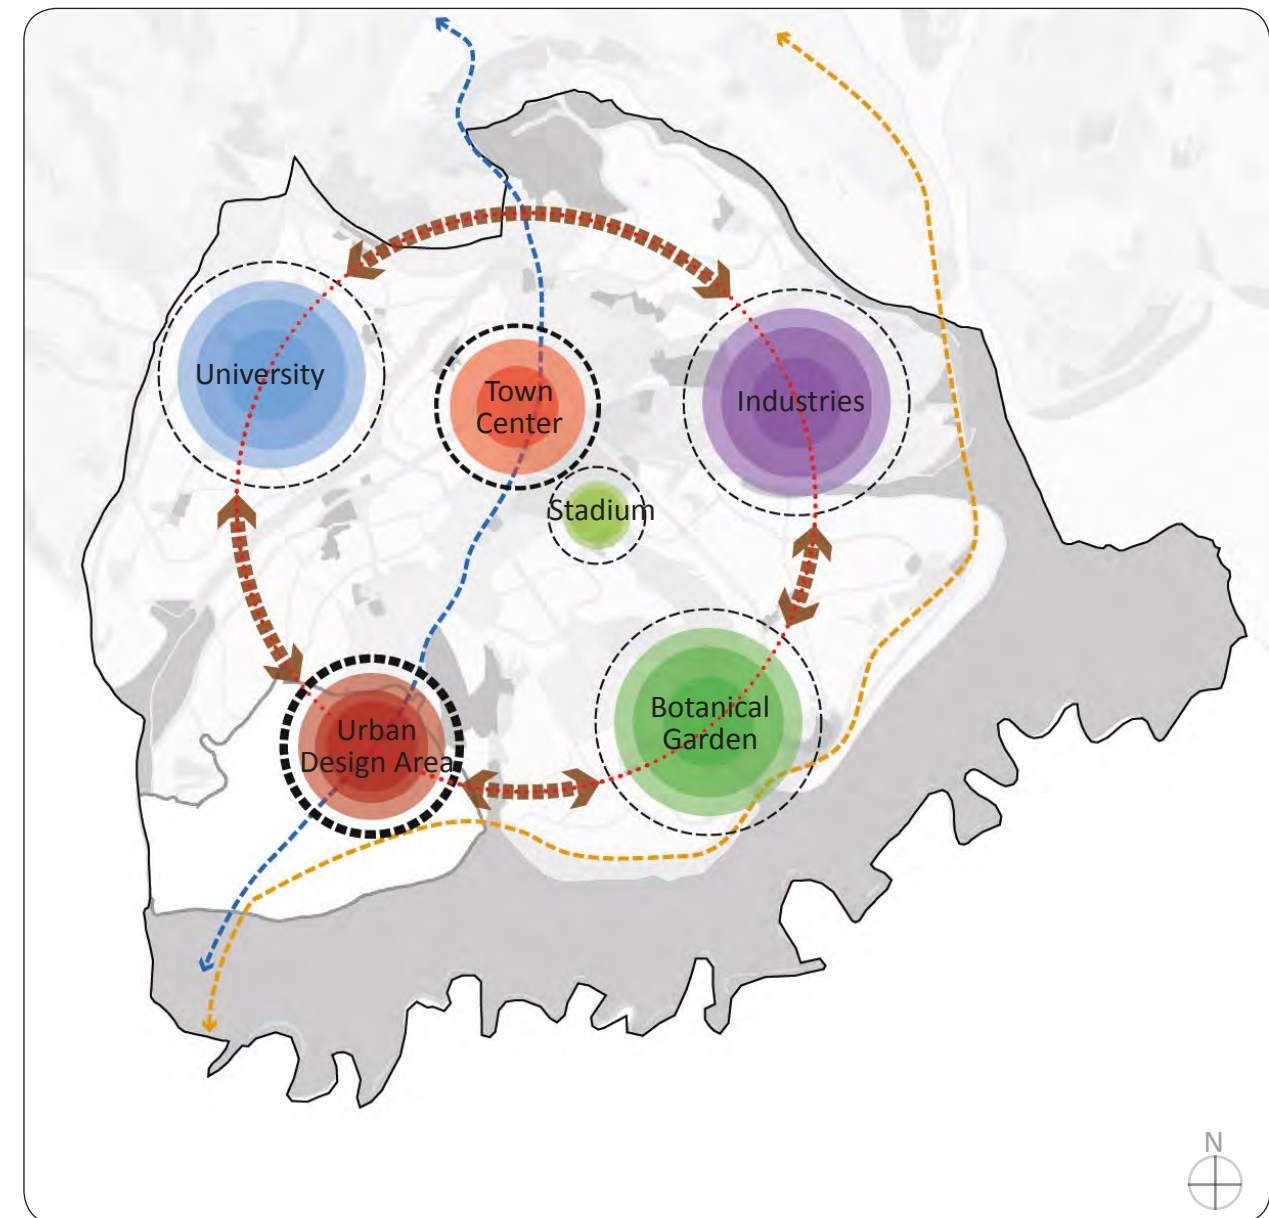 University
Town
Center
Industries
Stadium
Urban
Design Area
Botanical
Garden
N